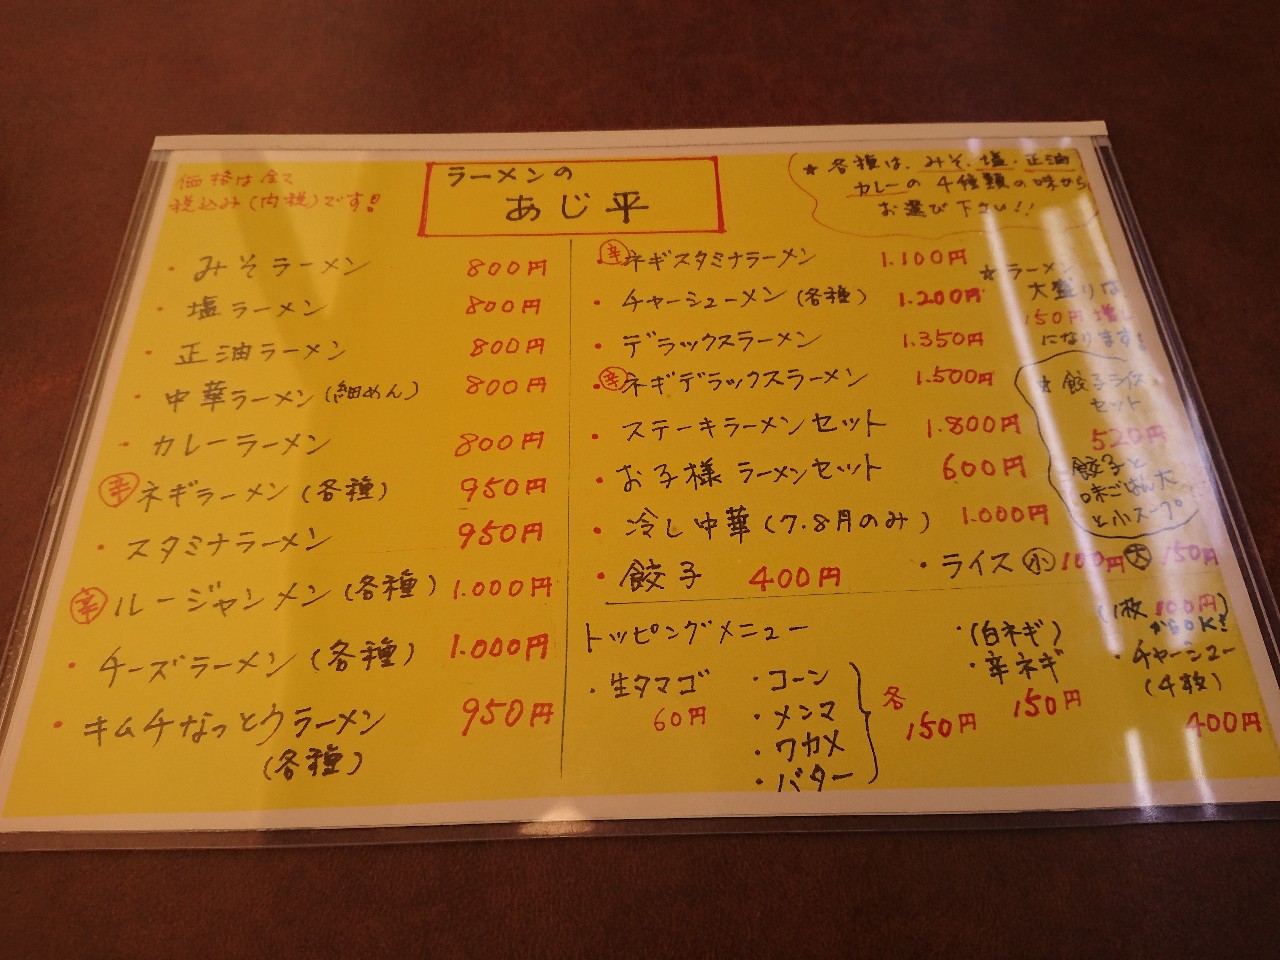 価格は全て
税込み(内税)です!
ラーメンの
あじ平
★各種は、みそ・塩・正油
カレーの4種類の味から
お選び下さい!!
・みそラーメン 800円
・塩ラーメン 800円
・正油ラーメン 800円
・中華ラーメン(細めん) 800円
・カレーラーメン 800円
辛ネギラーメン(各種) 950円
・スタミナラーメン 950円
辛ルージャンメン(各種) 1.000円
・チーズラーメン(各種) 1.000円
・キムチなっとうラーメン 950円
(各種)
・辛ネギスタミナラーメン 1.100円
・チャーシューメン(各種) 1.200円
・デラックスラーメン 1.350円
・辛ネギデラックスラーメン 1.500円
・ステーキラーメンセット 1.800円
・お子様ラーメンセット 600円
・冷し中華(7.8月のみ) 1.000円
・餃子 400円
・ライス小100円大150円
★ラーメン
大盛りは
150円増し
になります!
★餃子ライス
セット
520円
餃子と
味ごはん大
と小スープ
トッピングメニュー
・生タマゴ
60円
・コーン
・メンマ
・ワカメ
・バター
各
150円
・(白ネギ)
・辛ネギ
150円
(1枚100円)
からOK!
・チャーシュー
(4枚)
400円